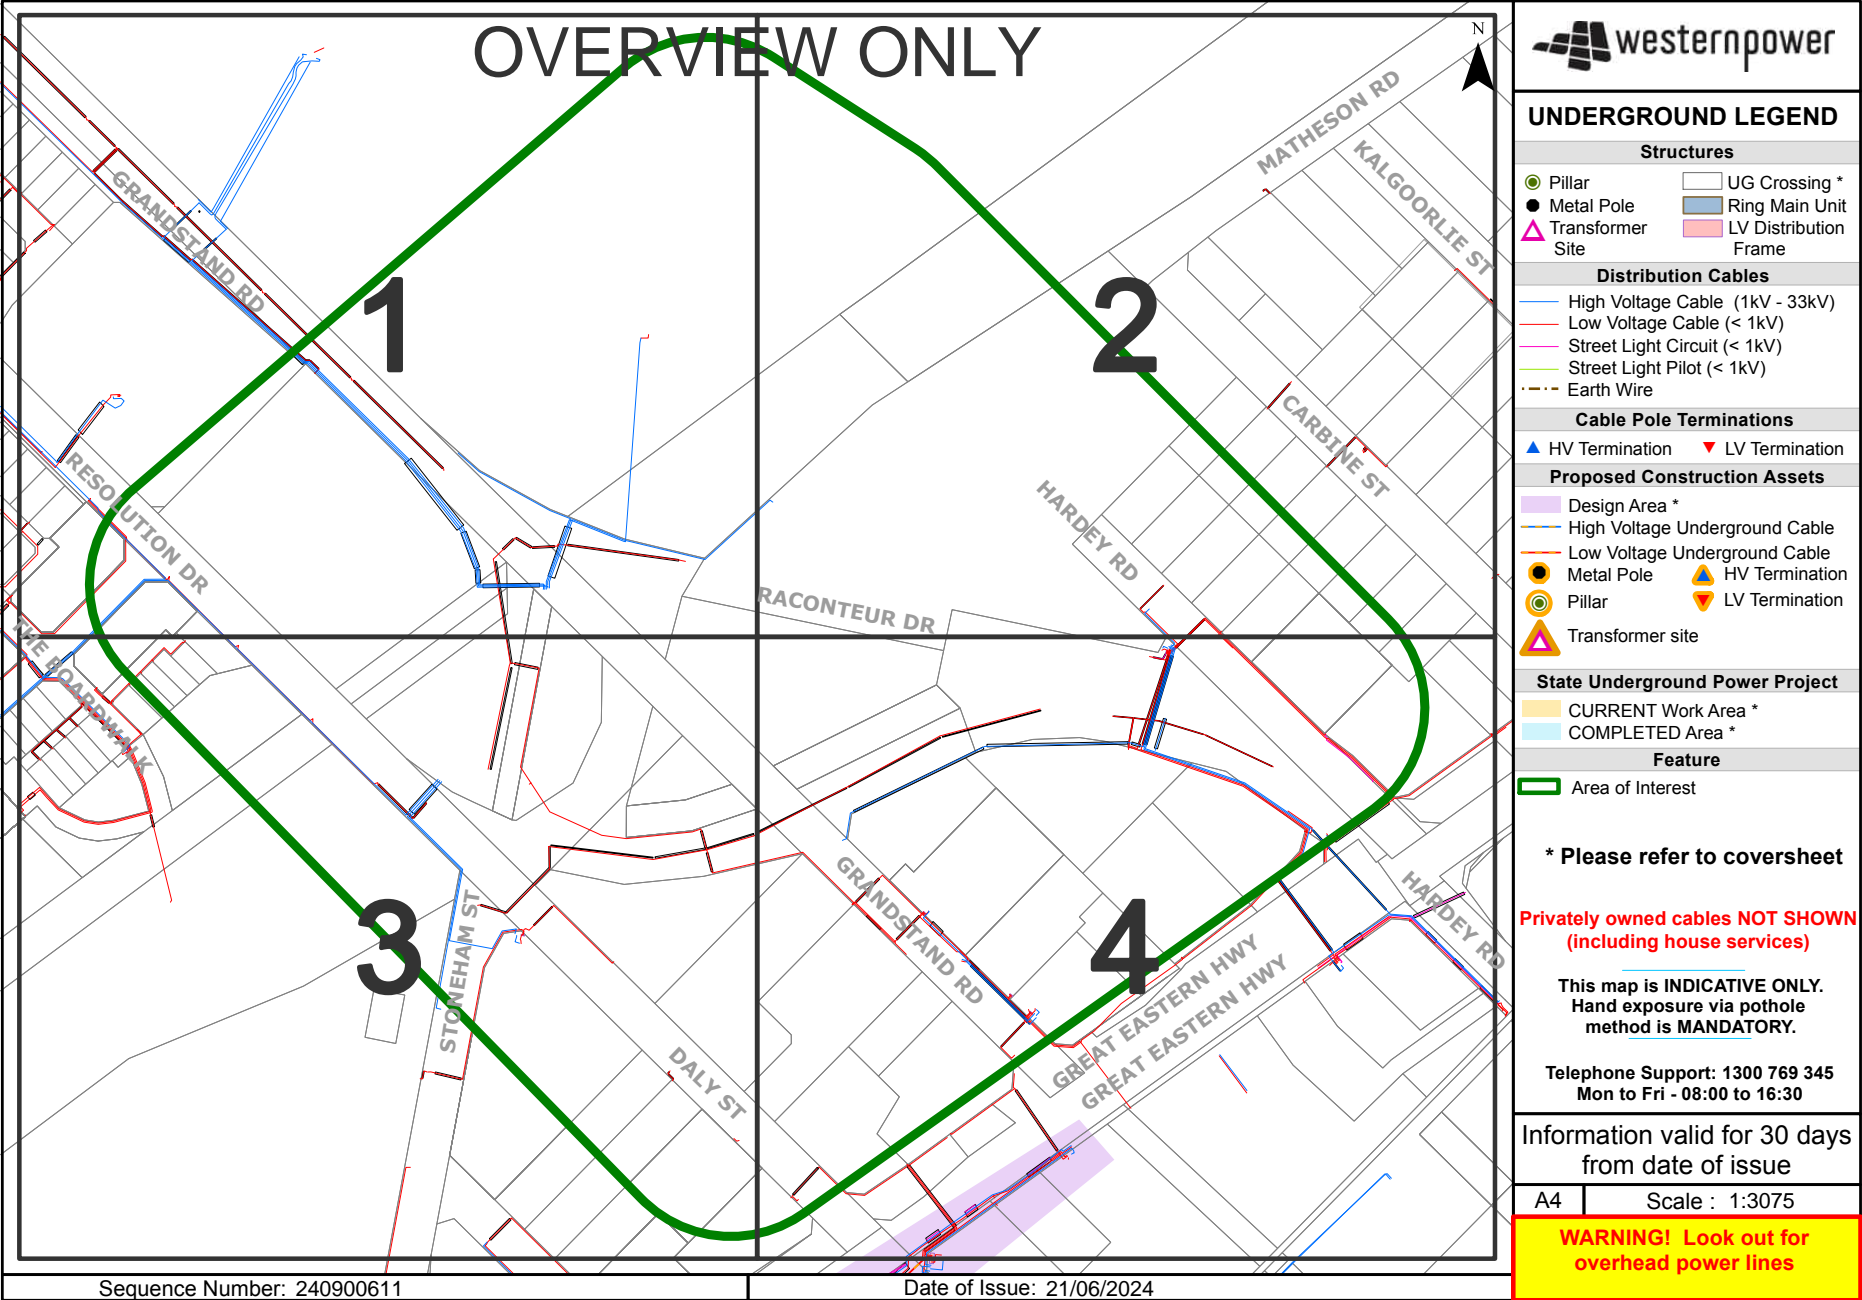 OVERVIEW ONLY
N
MATHESON RD
KALGOORLIE ST
GRANDSTAND RD
1
2
CARBINE ST
RESOLUTION DR
HARDEY RD
RACONTEUR DR
THE BOARDWALK
GRANDSTAND RD
HARDEY RD
3
4
STONEHAM ST
GREAT EASTERN HWY
GREAT EASTERN HWY
DALY ST
Sequence Number: 240900611
Date of Issue: 21/06/2024
westernpower
UNDERGROUND LEGEND
Structures
Pillar
UG Crossing *
Metal Pole
Ring Main Unit
Transformer
Site
LV Distribution
Frame
Distribution Cables
High Voltage Cable (1kV - 33kV)
Low Voltage Cable (< 1kV)
Street Light Circuit (< 1kV)
Street Light Pilot (< 1kV)
Earth Wire
Cable Pole Terminations
HV Termination
LV Termination
Proposed Construction Assets
Design Area *
High Voltage Underground Cable
Low Voltage Underground Cable
Metal Pole
HV Termination
Pillar
LV Termination
Transformer site
State Underground Power Project
CURRENT Work Area *
COMPLETED Area *
Feature
Area of Interest
* Please refer to coversheet
Privately owned cables NOT SHOWN
(including house services)
This map is INDICATIVE ONLY.
Hand exposure via pothole
method is MANDATORY.
Telephone Support: 1300 769 345
Mon to Fri - 08:00 to 16:30
Information valid for 30 days
from date of issue
A4
Scale : 1:3075
WARNING! Look out for
overhead power lines